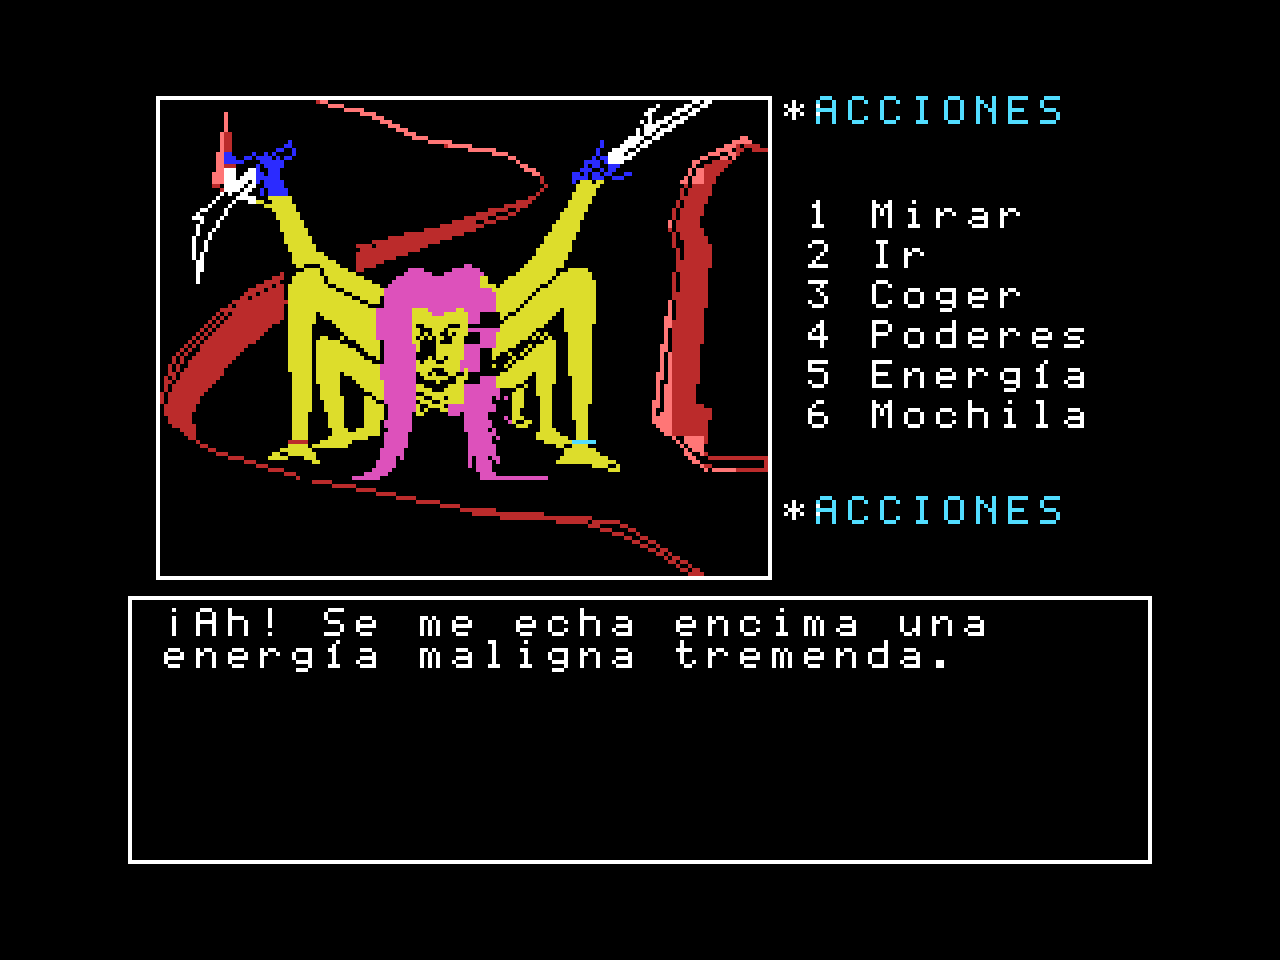 *ACCIONES
1 Mirar
2 Ir
3 Coger
4 Poderes
5 Energía
6 Mochila
*ACCIONES
¡Ah! Se me echa encima una
energía maligna tremenda.